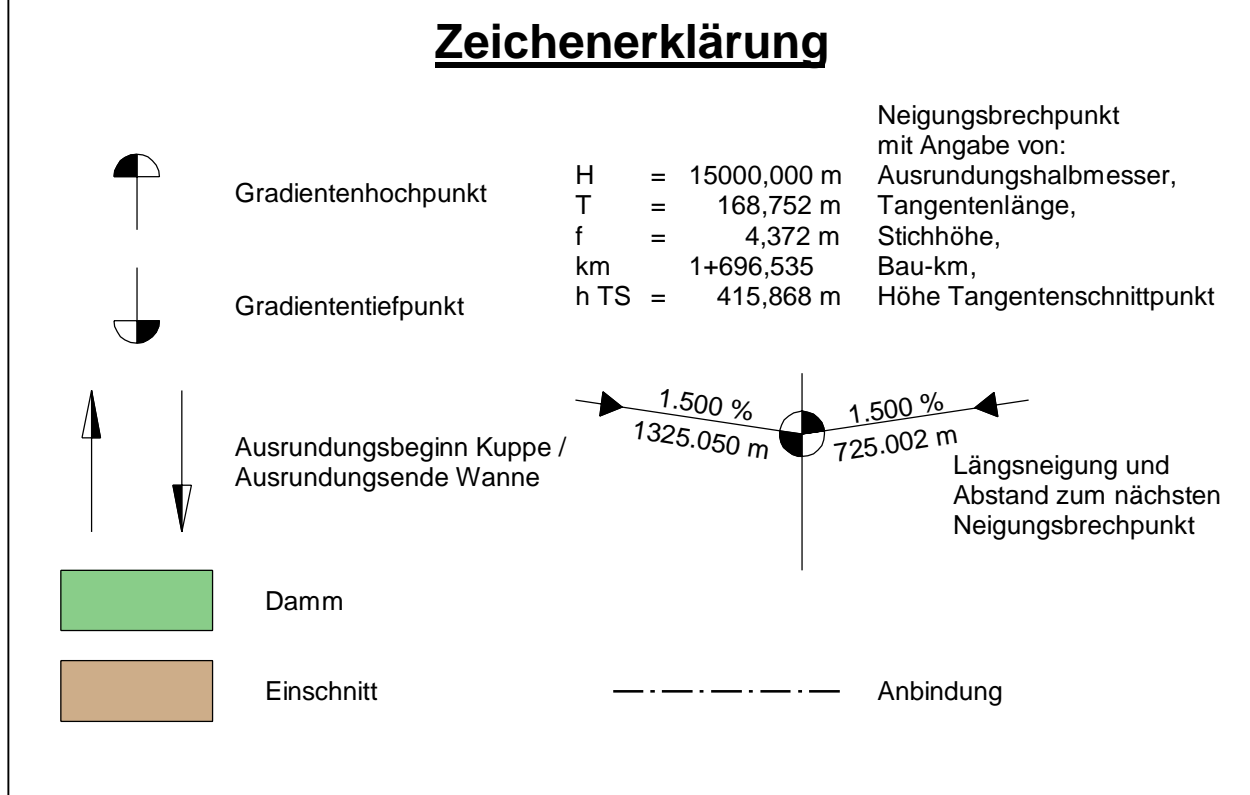 Zeichenerklärung
Gradientenhochpunkt
Gradiententiefpunkt
Ausrundungsbeginn Kuppe /
Ausrundungsende Wanne
Damm
Einschnitt
Neigungsbrechpunkt
mit Angabe von:
H = 15000,000 m Ausrundungshalbmesser,
T = 168,752 m Tangentenlänge,
f = 4,372 m Stichhöhe,
km 1+696,535 Bau-km,
h TS = 415,868 m Höhe Tangentenschnittpunkt
1.500 % 1.500 %
1325.050 m 725.002 m
Längsneigung und
Abstand zum nächsten
Neigungsbrechpunkt
Anbindung